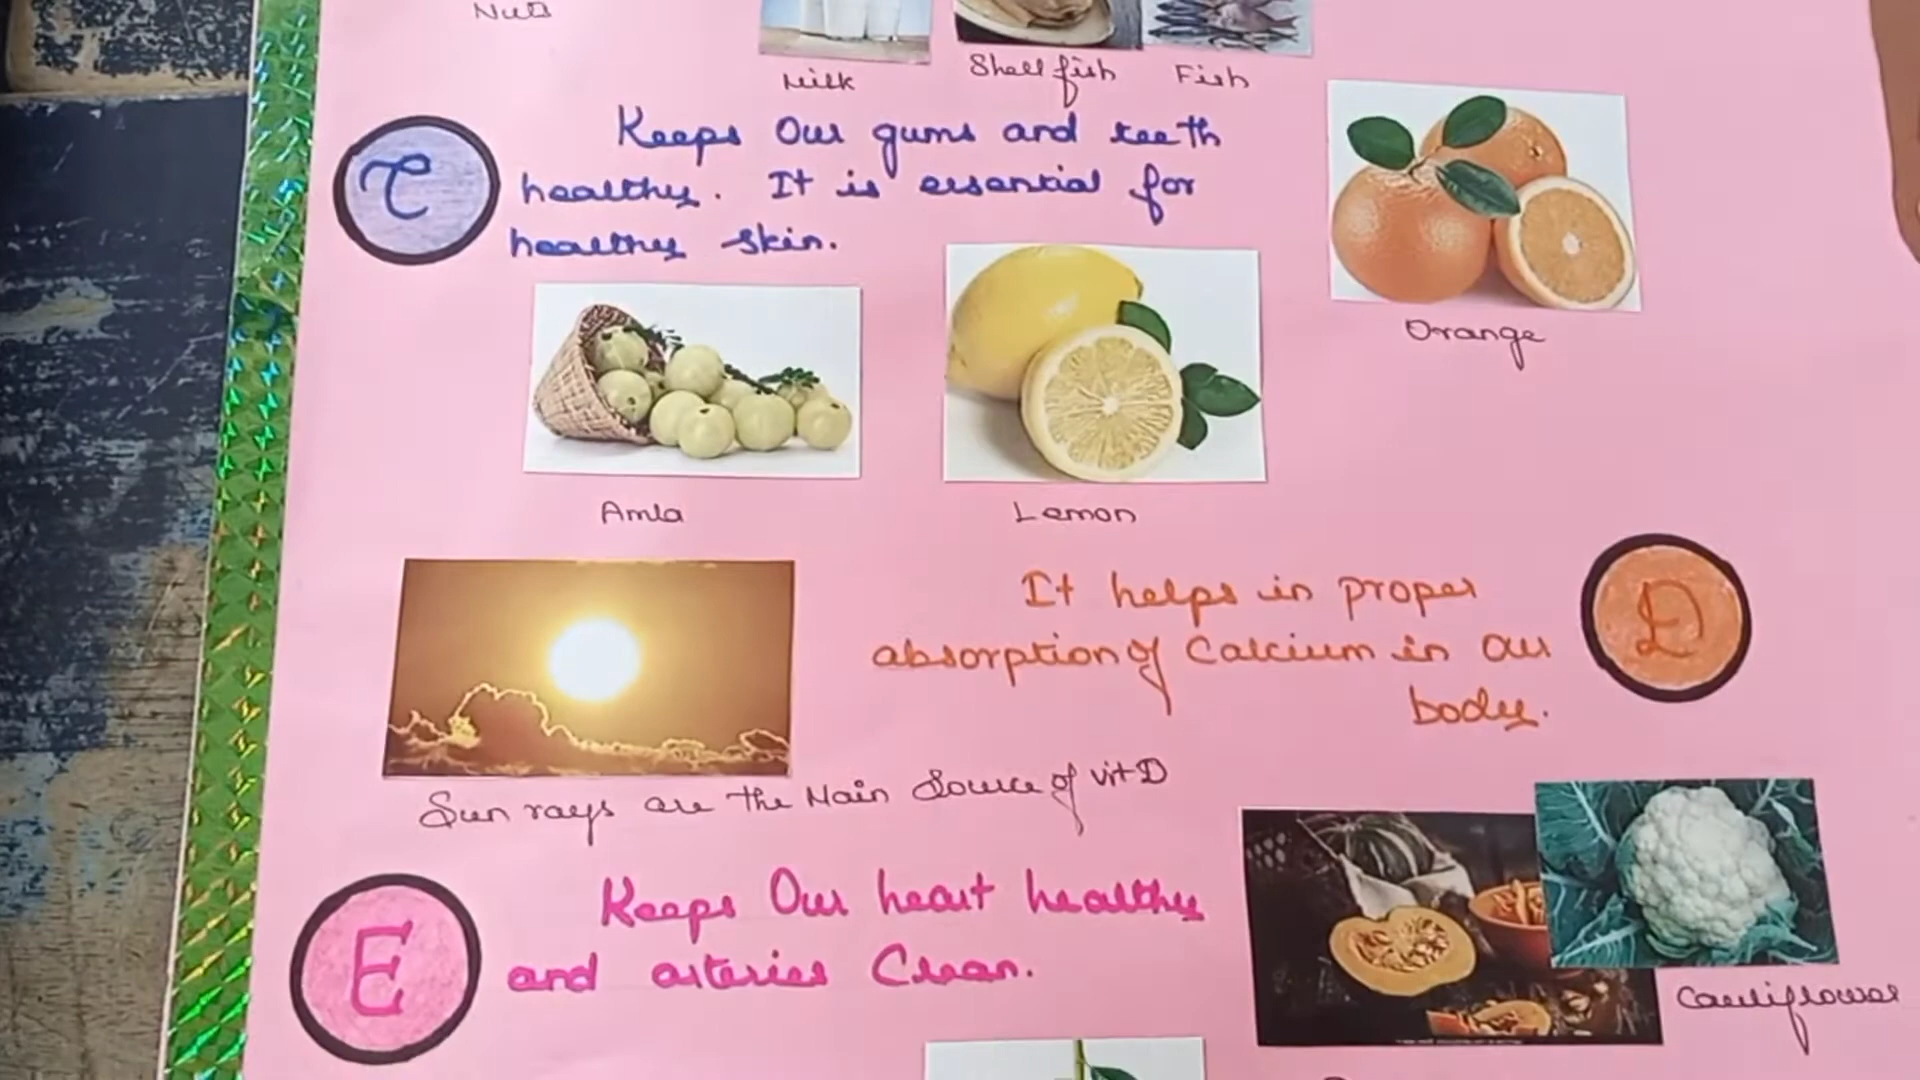 Nuts
Milk
Shell fish
Fish
C
Keeps Our gums and teeth
healthy. It is essential for
healthy skin.
Orange
Amla
Lemon
D
It helps in proper
absorption of Calcium in our
body.
Sun rays are the Main Source of vit D
E
Keeps Our heart healthy
and arteries Clean.
Cauliflower